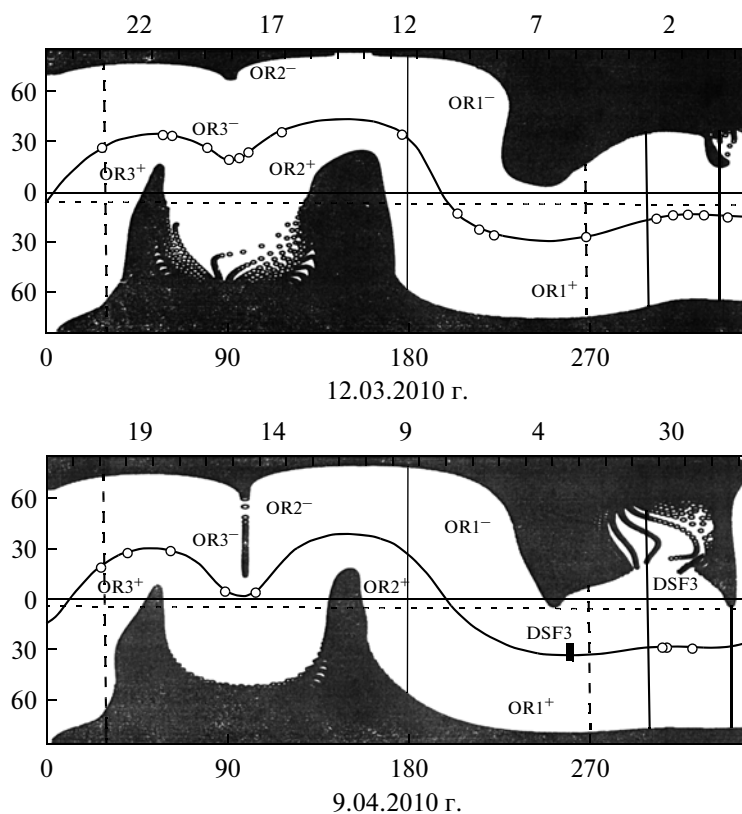 22 17 12 7 2
60
30
0
30
60
OR2⁻
OR1⁻
OR3⁻
OR3⁺
OR2⁺
OR1⁺
0 90 180 270
12.03.2010 г.
19 14 9 4 30
60
30
0
30
60
OR2⁻
OR1⁻
OR3⁻
OR3⁺
OR2⁺
DSF3
DSF3
OR1⁺
0 90 180 270
9.04.2010 г.